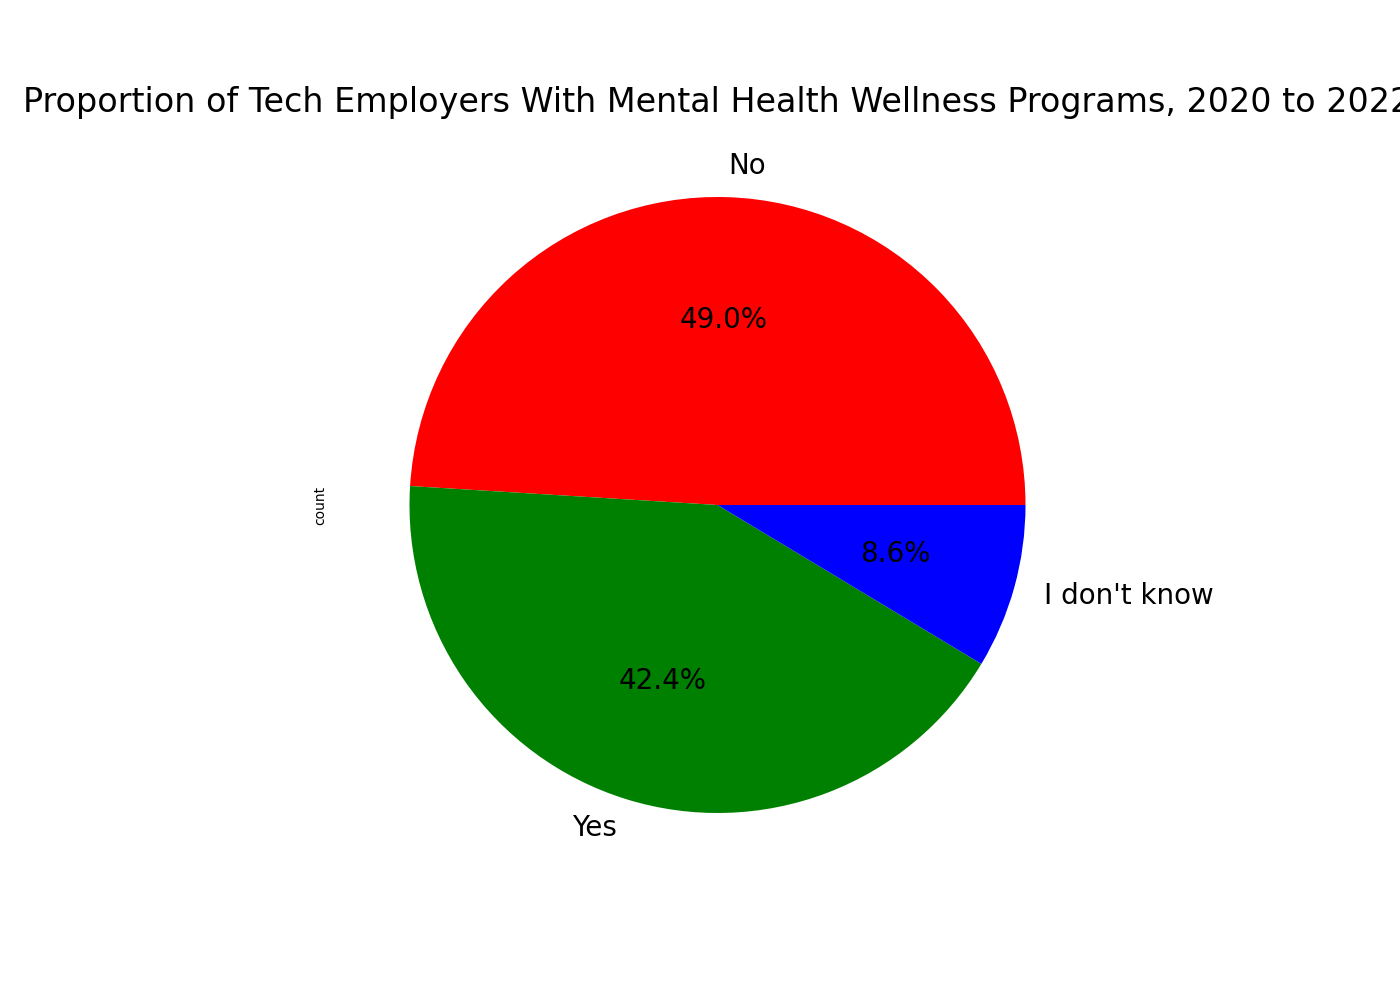 Proportion of Tech Employers With Mental Health Wellness Programs, 2020 to 2022
No
49.0%
count
8.6%
I don't know
42.4%
Yes